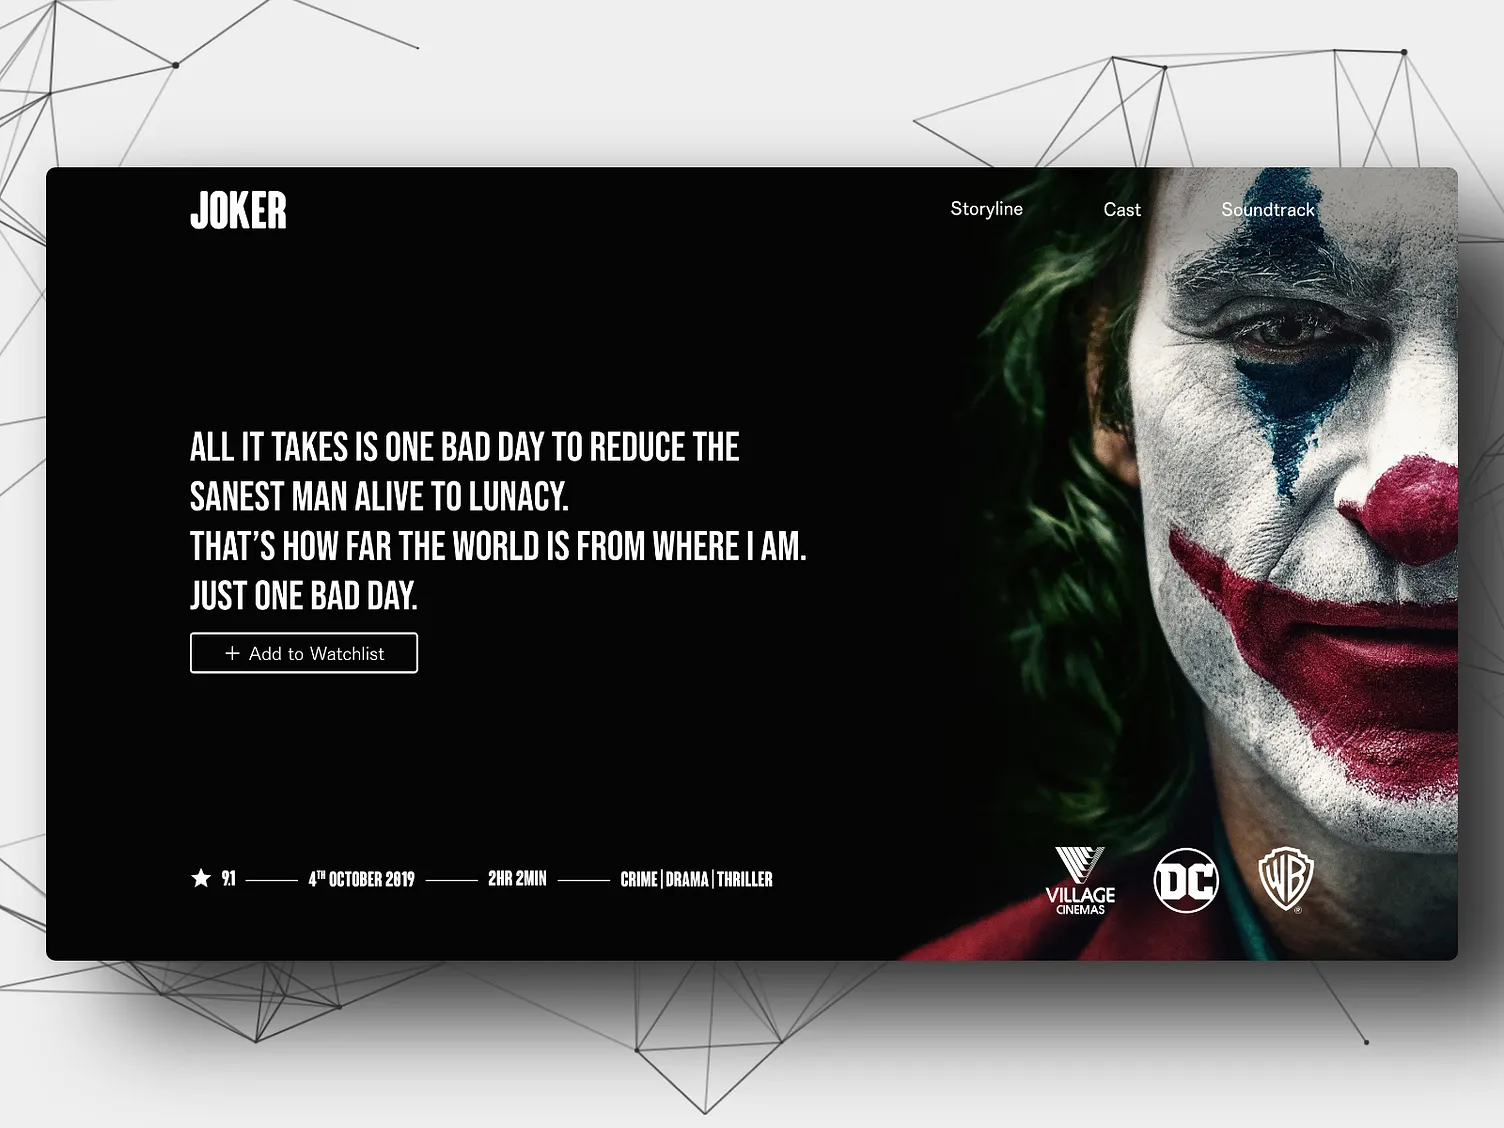 JOKER
Storyline Cast Soundtrack
ALL IT TAKES IS ONE BAD DAY TO REDUCE THE
SANEST MAN ALIVE TO LUNACY.
THAT’S HOW FAR THE WORLD IS FROM WHERE I AM.
JUST ONE BAD DAY.
+ Add to Watchlist
9.1 4TH OCTOBER 2019 2HR 2MIN CRIME|DRAMA|THRILLER
VILLAGE
CINEMAS
DC
WB
®